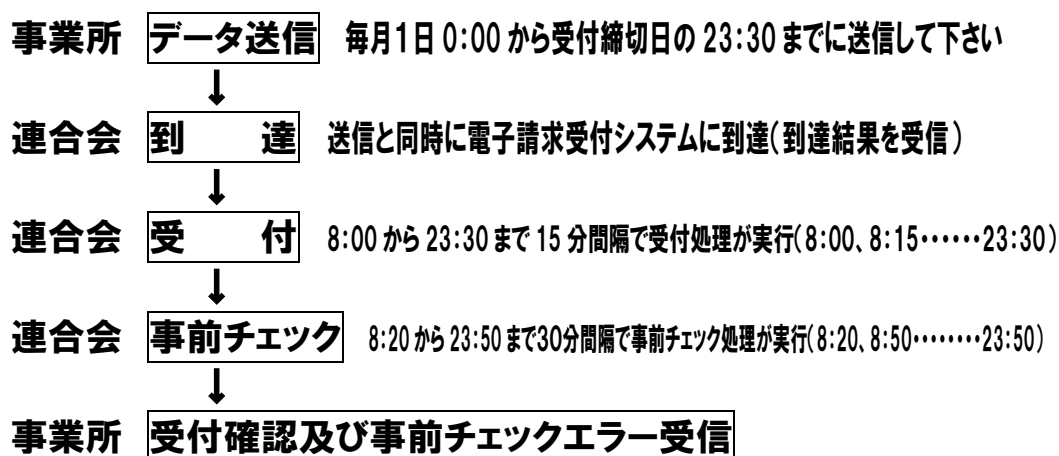 事業所 データ送信 毎月1日 0:00 から受付締切日の 23:30 までに送信して下さい
↓
連合会 到　　達 送信と同時に電子請求受付システムに到達(到達結果を受信)
↓
連合会 受　　付 8:00 から 23:30 まで 15 分間隔で受付処理が実行(8:00、8:15・・・・・・23:30)
↓
連合会 事前チェック 8:20 から 23:50 まで30分間隔で事前チェック処理が実行(8:20、8:50・・・・・・・・23:50)
↓
事業所 受付確認及び事前チェックエラー受信